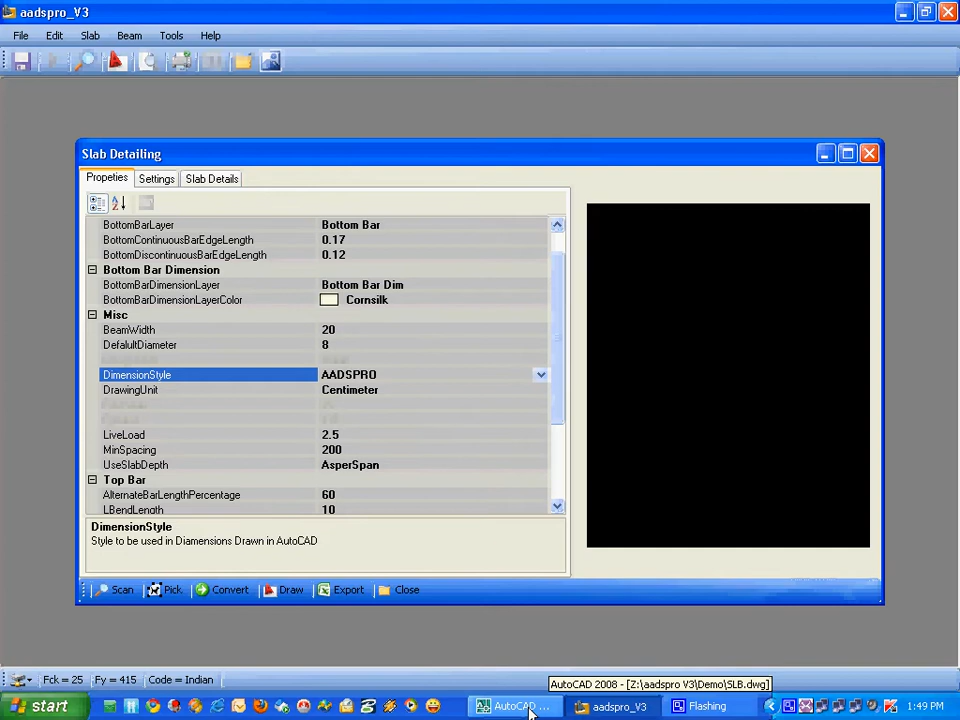 aadspro_V3
File Edit Slab Beam Tools Help
Slab Detailing
Propeties Settings Slab Details
BottomBarLayer Bottom Bar
BottomContinuousBarEdgeLength 0.17
BottomDiscontinuousBarEdgeLength 0.12
Bottom Bar Dimension
BottomBarDimensionLayer Bottom Bar Dim
BottomBarDimensionLayerColor Cornsilk
Misc
BeamWidth 20
DefalultDiameter 8
DimensionStyle AADSPRO
DrawingUnit Centimeter
LiveLoad 2.5
MinSpacing 200
UseSlabDepth AsperSpan
Top Bar
AlternateBarLengthPercentage 60
LBendLength 10
DimensionStyle
Style to be used in Diamensions Drawn in AutoCAD
Scan Pick Convert Draw Export Close
Fck = 25 Fy = 415 Code = Indian
AutoCAD 2008 - [Z:\aadspro V3\Demo\SLB.dwg]
start AutoCAD ... aadspro_V3 Flashing 1:49 PM